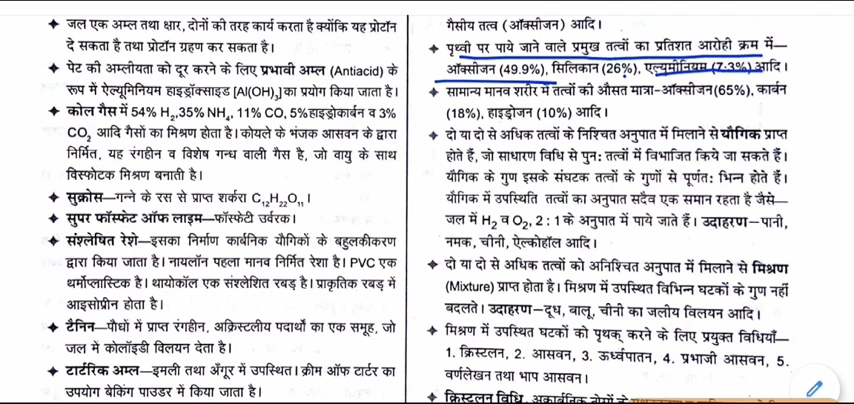 ✦ जल एक अम्ल तथा क्षार, दोनों की तरह कार्य करता है क्योंकि यह प्रोटॉन
दे सकता है तथा प्रोटॉन ग्रहण कर सकता है।
✦ पेट की अम्लीयता को दूर करने के लिए प्रभावी अम्ल (Antiacid) के
रूप में ऐल्यूमिनियम हाइड्रॉक्साइड [Al(OH)3] का प्रयोग किया जाता है।
✦ कोल गैस में 54% H2, 35% NH4, 11% CO, 5% हाइड्रोकार्बन व 3%
CO2 आदि गैसों का मिश्रण होता है। कोयले के भंजक आसवन के द्वारा
निर्मित, यह रंगहीन व विशेष गन्ध वाली गैस है, जो वायु के साथ
विस्फोटक मिश्रण बनाती है।
✦ सुक्रोस—गन्ने के रस से प्राप्त शर्करा C12H22O11।
✦ सुपर फॉस्फेट ऑफ लाइम—फॉस्फेटी उर्वरक।
✦ संश्लेषित रेशे—इसका निर्माण कार्बनिक यौगिकों के बहुलकीकरण
द्वारा किया जाता है। नायलॉन पहला मानव निर्मित रेशा है। PVC एक
थर्मोप्लास्टिक है। थायोकॉल एक संश्लेशित रबड़ है। प्राकृतिक रबड़ में
आइसोप्रीन होता है।
✦ टैनिन—पौधों में प्राप्त रंगहीन, अक्रिस्टलीय पदार्थों का एक समूह, जो
जल में कोलॉइडी विलयन देता है।
✦ टार्टरिक अम्ल—इमली तथा अँगूर में उपस्थित। क्रीम ऑफ टार्टर का
उपयोग बेकिंग पाउडर में किया जाता है।
गैसीय तत्व (ऑक्सीजन) आदि।
✦ पृथ्वी पर पाये जाने वाले प्रमुख तत्वों का प्रतिशत आरोही क्रम में—
ऑक्सीजन (49.9%), सिलिकान (26%), एल्यूमीनियम (7.3%) आदि।
✦ सामान्य मानव शरीर में तत्वों की औसत मात्रा-ऑक्सीजन (65%), कार्बन
(18%), हाइड्रोजन (10%) आदि।
✦ दो या दो से अधिक तत्वों के निश्चित अनुपात में मिलाने से यौगिक प्राप्त
होते हैं, जो साधारण विधि से पुन: तत्वों में विभाजित किये जा सकते हैं।
यौगिक के गुण इसके संघटक तत्वों के गुणों से पूर्णत: भिन्न होते हैं।
यौगिक में उपस्थिति तत्वों का अनुपात सदैव एक समान रहता है जैसे—
जल में H2 व O2, 2 : 1 के अनुपात में पाये जाते हैं। उदाहरण—पानी,
नमक, चीनी, ऐल्कोहॉल आदि।
✦ दो या दो से अधिक तत्वों को अनिश्चित अनुपात में मिलाने से मिश्रण
(Mixture) प्राप्त होता है। मिश्रण में उपस्थित विभिन्न घटकों के गुण नहीं
बदलते। उदाहरण—दूध, बालू, चीनी का जलीय विलयन आदि।
✦ मिश्रण में उपस्थित घटकों को पृथक् करने के लिए प्रयुक्त विधियाँ—
1. क्रिस्टलन, 2. आसवन, 3. ऊर्ध्वपातन, 4. प्रभाजी आसवन, 5.
वर्णलेखन तथा भाप आसवन।
✦ क्रिस्टलन विधि